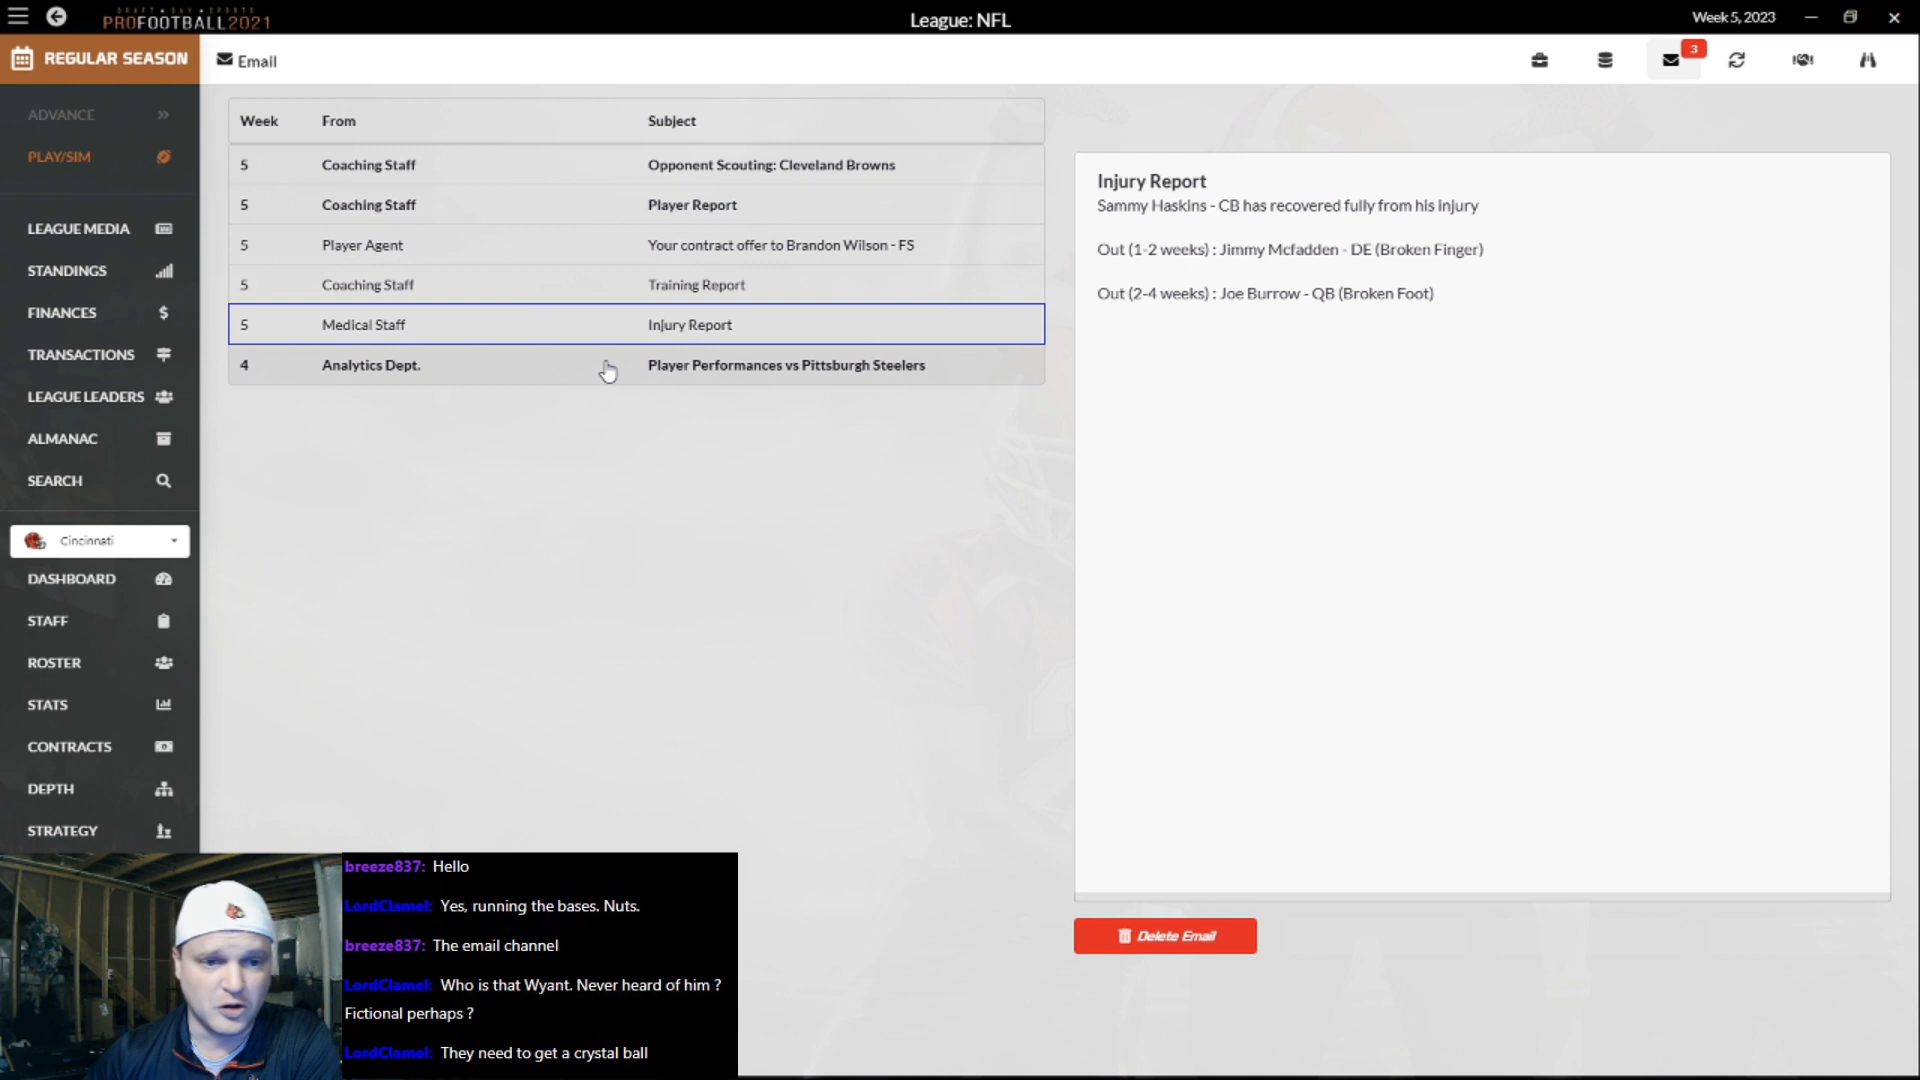 DRAFT DAY SPORTS
PROFOOTBALL2021
League: NFL
Week 5, 2023
REGULAR SEASON
Email
3
ADVANCE
PLAY/SIM
LEAGUE MEDIA
STANDINGS
FINANCES
TRANSACTIONS
LEAGUE LEADERS
ALMANAC
SEARCH
Cincinnati
DASHBOARD
STAFF
ROSTER
STATS
CONTRACTS
DEPTH
STRATEGY
Week From Subject
5 Coaching Staff Opponent Scouting: Cleveland Browns
5 Coaching Staff Player Report
5 Player Agent Your contract offer to Brandon Wilson - FS
5 Coaching Staff Training Report
5 Medical Staff Injury Report
4 Analytics Dept. Player Performances vs Pittsburgh Steelers
Injury Report
Sammy Haskins - CB has recovered fully from his injury
Out (1-2 weeks) : Jimmy Mcfadden - DE (Broken Finger)
Out (2-4 weeks) : Joe Burrow - QB (Broken Foot)
Delete Email
breeze837: Hello
LordClamel: Yes, running the bases. Nuts.
breeze837: The email channel
LordClamel: Who is that Wyant. Never heard of him ?
Fictional perhaps ?
LordClamel: They need to get a crystal ball